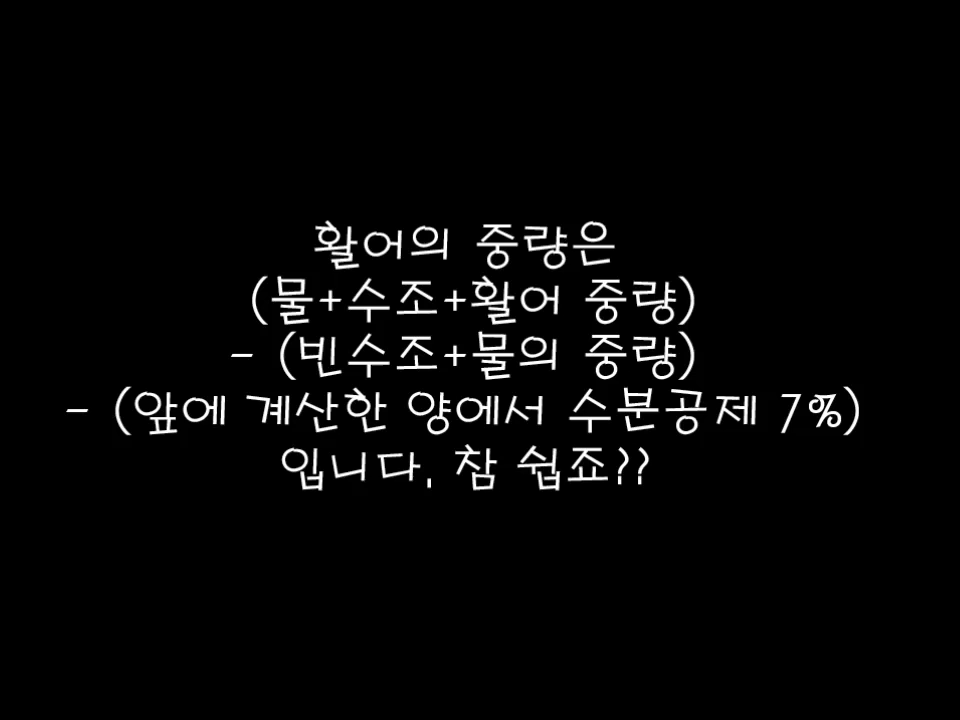 활어의 중량은
(물+수조+활어 중량)
- (빈수조+물의 중량)
- (앞에 계산한 양에서 수분공제 7%)
입니다. 참 쉽죠??